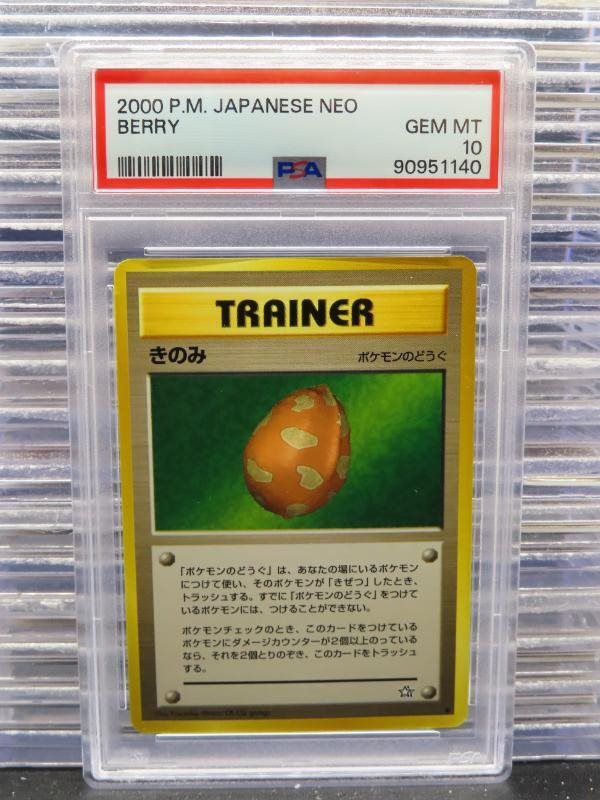 2000 P.M. JAPANESE NEO
BERRY
GEM MT
10
90951140
PSA
TRAINER
きのみ
ポケモンのどうぐ
「ポケモンのどうぐ」は、あなたの場にいるポケモン
につけて使い、そのポケモンが「きぜつ」したとき、
トラッシュする。すでに「ポケモンのどうぐ」をつけて
いるポケモンには、つけることができない。
ポケモンチェックのとき、このカードをつけている
ポケモンにダメージカウンターが2個以上のっている
なら、それを2個とりのぞき、このカードをトラッシュ
する。